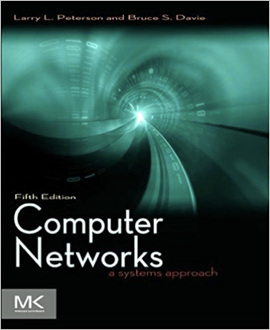 Larry L. Peterson and Bruce S. Davie
Fifth Edition
Computer
Networks
a systems approach
MK